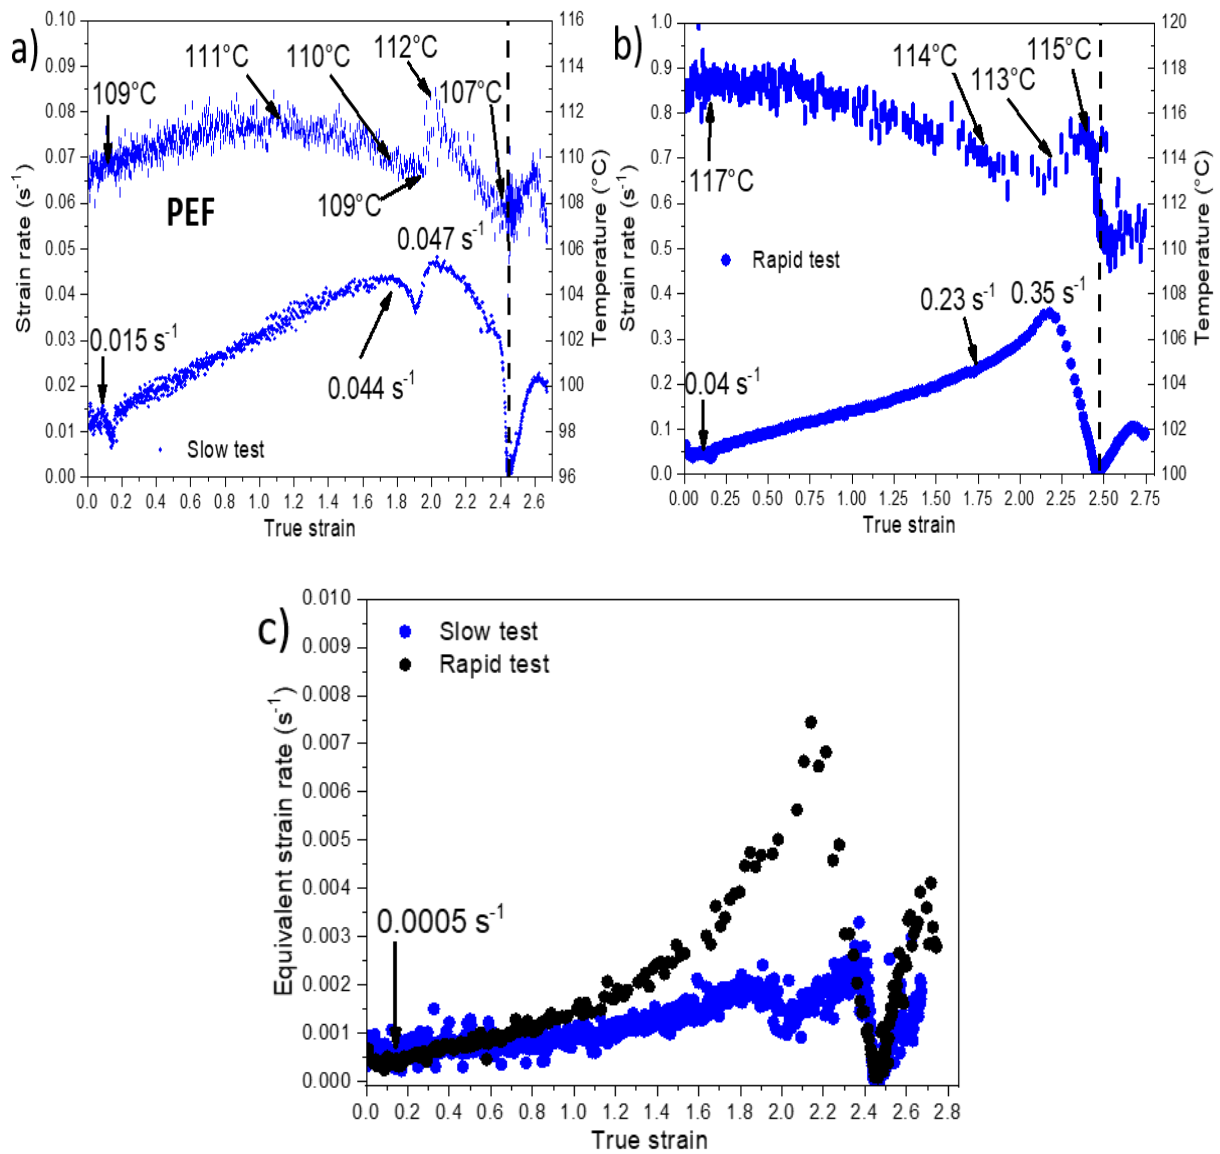 a)
Strain rate (s-1)
0.10
0.09
0.08
0.07
0.06
0.05
0.04
0.03
0.02
0.01
0.00
109°C
111°C
110°C
112°C
107°C
109°C
PEF
0.047 s-1
0.015 s-1
0.044 s-1
Slow test
116
114
112
110
108
106
104
102
100
98
96
Temperature (°C)
0.0 0.2 0.4 0.6 0.8 1.0 1.2 1.4 1.6 1.8 2.0 2.2 2.4 2.6
True strain
b)
Strain rate (s-1)
1.0
0.9
0.8
0.7
0.6
0.5
0.4
0.3
0.2
0.1
0.0
117°C
114°C
113°C
115°C
Rapid test
0.04 s-1
0.23 s-1
0.35 s-1
120
118
116
114
112
110
108
106
104
102
100
Temperature (°C)
0.00 0.25 0.50 0.75 1.00 1.25 1.50 1.75 2.00 2.25 2.50 2.75
True strain
c)
Equivalent strain rate (s-1)
0.010
0.009
0.008
0.007
0.006
0.005
0.004
0.003
0.002
0.001
0.000
Slow test
Rapid test
0.0005 s-1
0.0 0.2 0.4 0.6 0.8 1.0 1.2 1.4 1.6 1.8 2.0 2.2 2.4 2.6 2.8
True strain